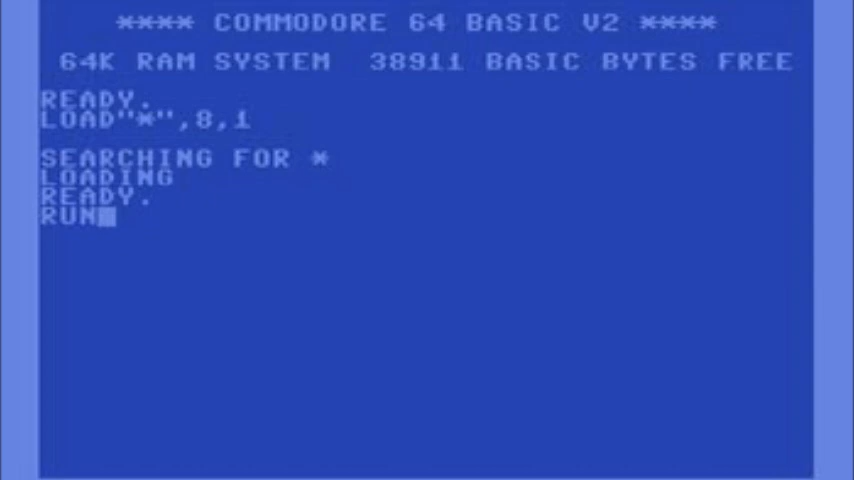 **** COMMODORE 64 BASIC V2 ****
64K RAM SYSTEM  38911 BASIC BYTES FREE
READY.
LOAD"*",8,1
SEARCHING FOR *
LOADING
READY.
RUN